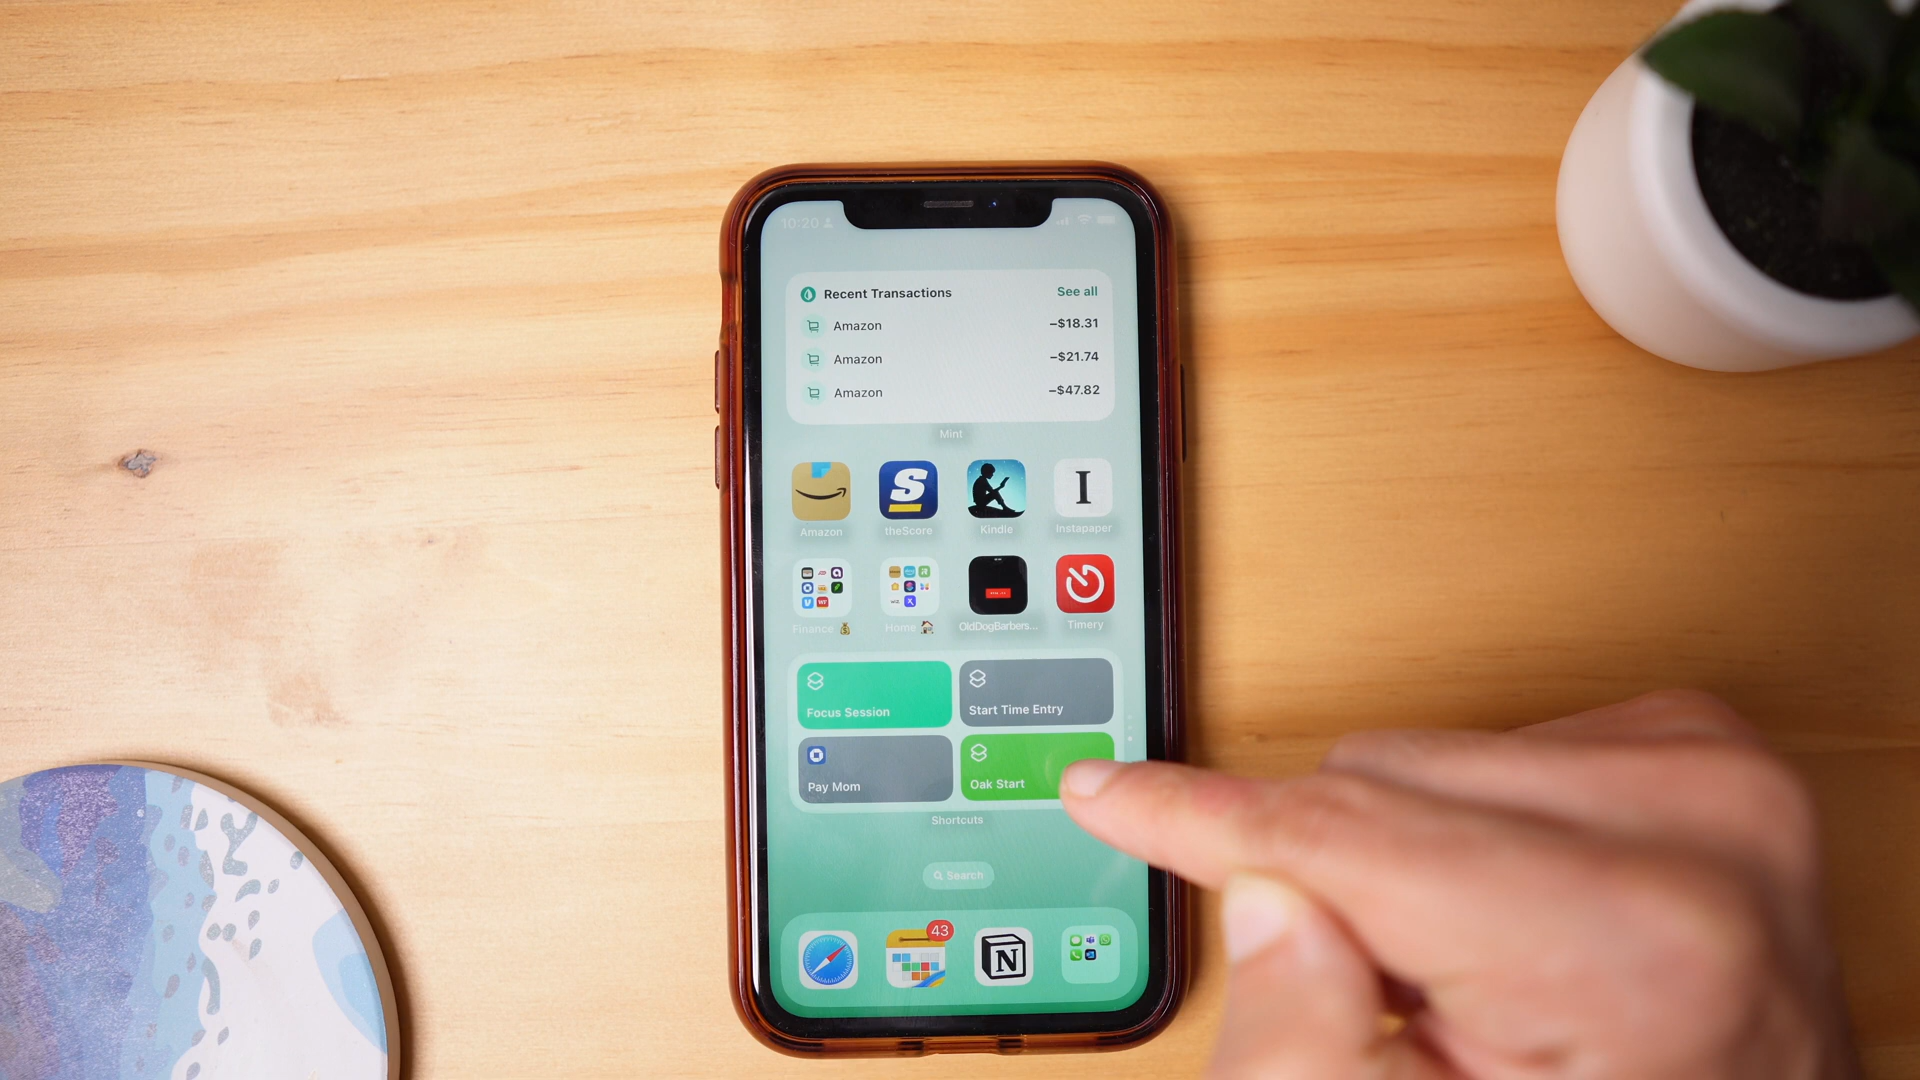 10:20
Recent Transactions See all
Amazon −$18.31
Amazon −$21.74
Amazon −$47.82
Mint
S
I
Amazon theScore Kindle Instapaper
Finance Home OldDogBarbers... Timery
Focus Session Start Time Entry
Pay Mom Oak Start
Shortcuts
Search
43
N